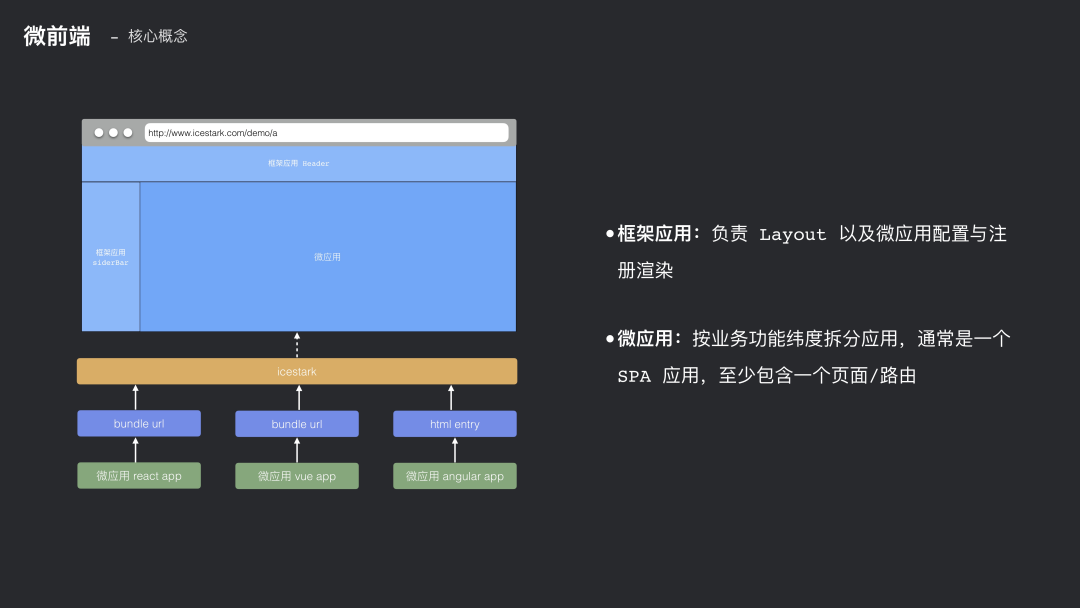 微前端 – 核心概念
http://www.icestark.com/demo/a
框架应用 Header
框架应用
siderBar
微应用
icestark
bundle url
bundle url
html entry
微应用 react app
微应用 vue app
微应用 angular app
•框架应用：负责 Layout 以及微应用配置与注
册渲染
•微应用：按业务功能纬度拆分应用，通常是一个
SPA 应用，至少包含一个页面/路由